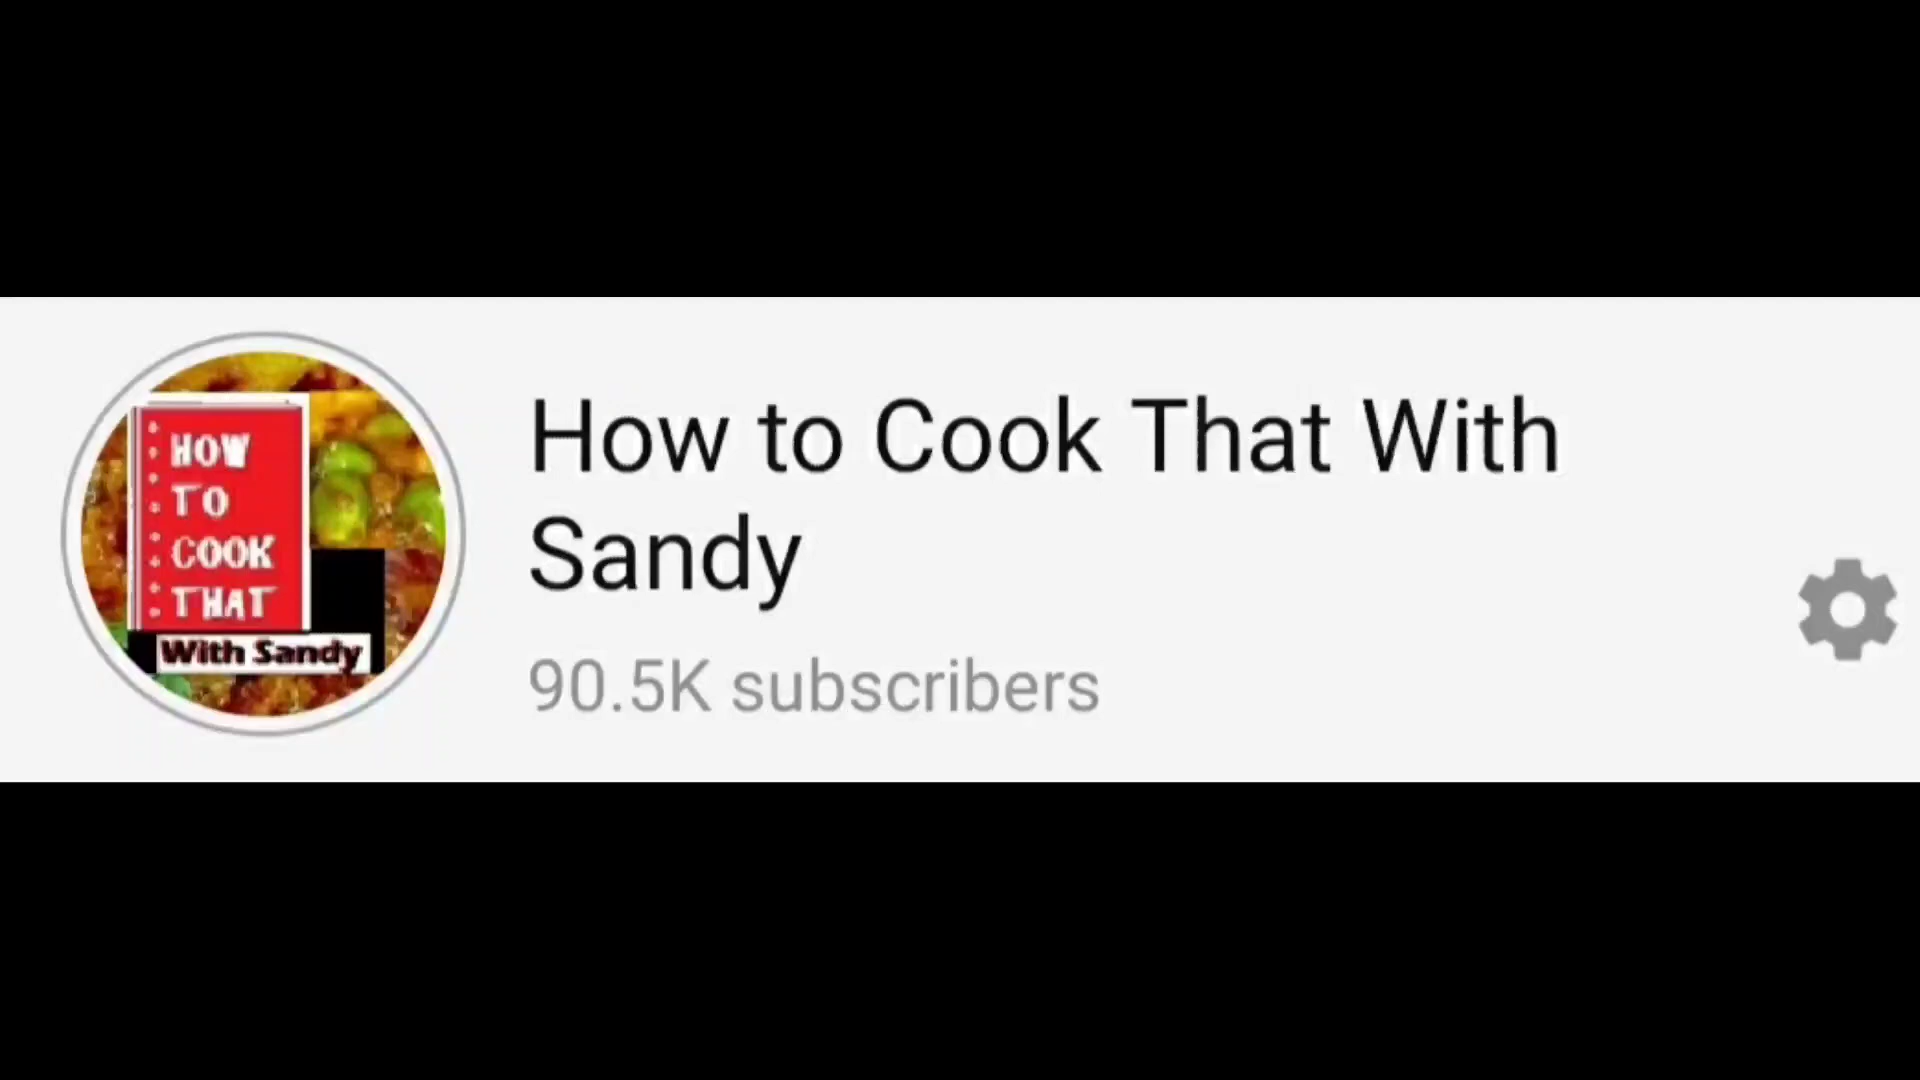 HOW
TO
COOK
THAT
With Sandy
How to Cook That With
Sandy
90.5K subscribers